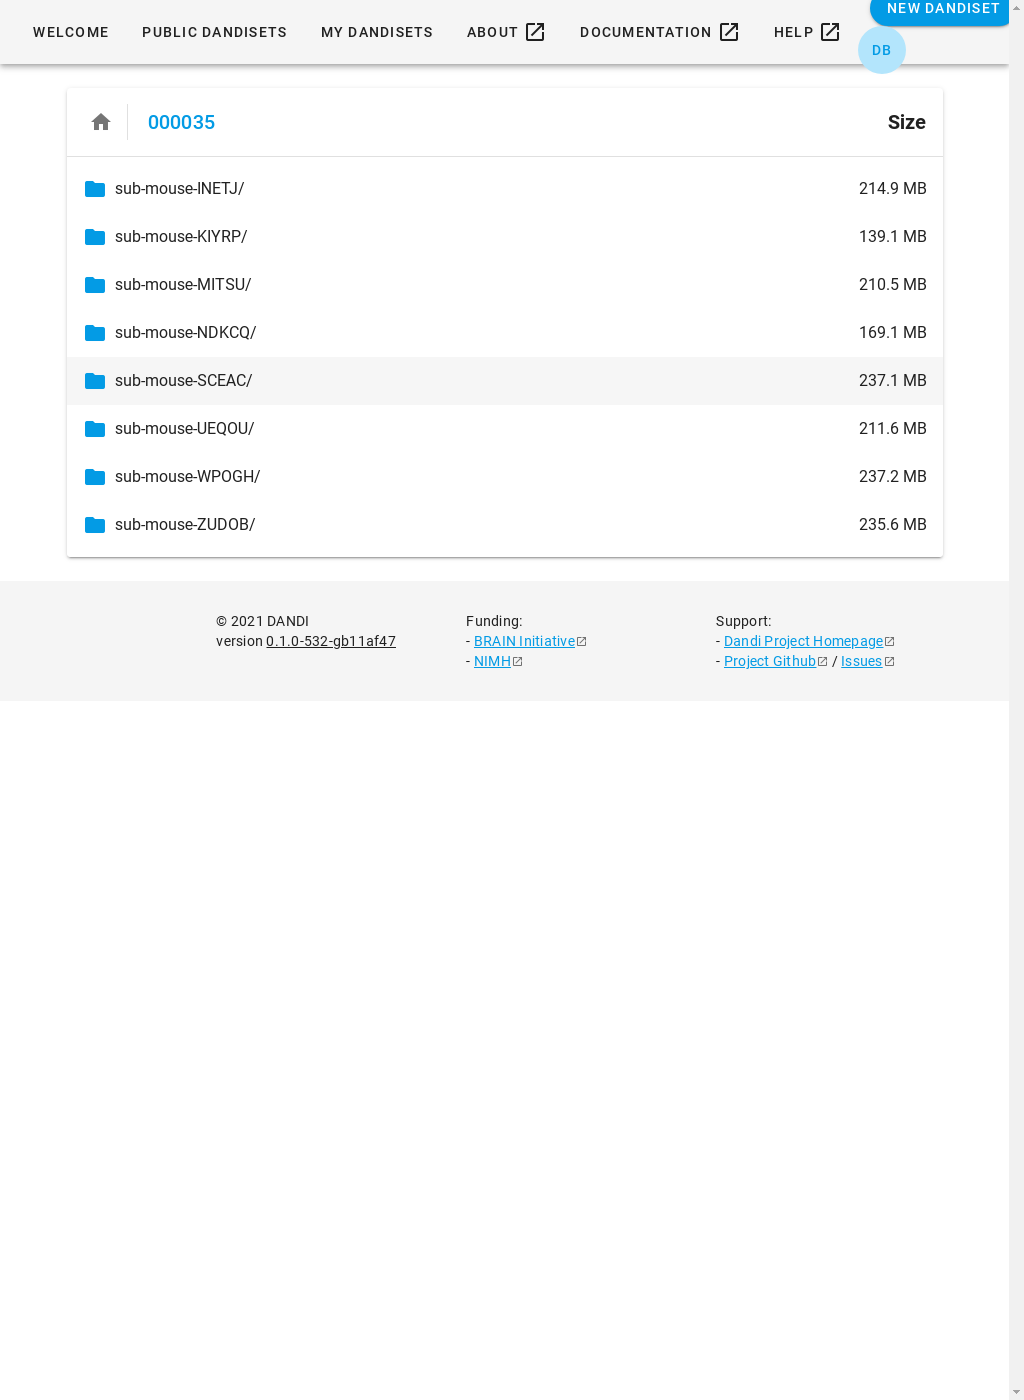 WELCOME PUBLIC DANDISETS MY DANDISETS ABOUT DOCUMENTATION HELP NEW DANDISET
DB
000035 Size
sub-mouse-INETJ/ 214.9 MB
sub-mouse-KIYRP/ 139.1 MB
sub-mouse-MITSU/ 210.5 MB
sub-mouse-NDKCQ/ 169.1 MB
sub-mouse-SCEAC/ 237.1 MB
sub-mouse-UEQOU/ 211.6 MB
sub-mouse-WPOGH/ 237.2 MB
sub-mouse-ZUDOB/ 235.6 MB
© 2021 DANDI
version 0.1.0-532-gb11af47
Funding:
- BRAIN Initiative
- NIMH
Support:
- Dandi Project Homepage
- Project Github / Issues